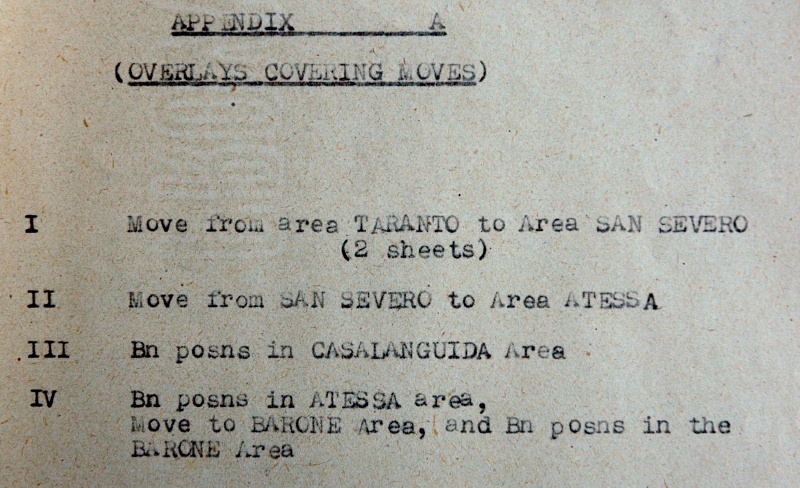 APPENDIX A
(OVERLAYS COVERING MOVES)
I Move from area TARANTO to Area SAN SEVERO
(2 sheets)
II Move from SAN SEVERO to Area ATESSA
III Bn posns in CASALANGUIDA Area
IV Bn posns in ATESSA area,
Move to BARONE Area, and Bn posns in the
BARONE Area